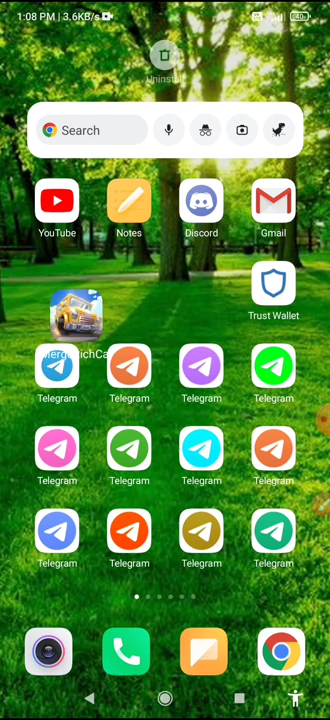 1:08 PM | 3.6KB/s
Uninstall
Search
YouTube
Notes
Discord
Gmail
Trust Wallet
Telegram
Telegram
Telegram
Telegram
Telegram
Telegram
Telegram
Telegram
Telegram
Telegram
Telegram
Telegram